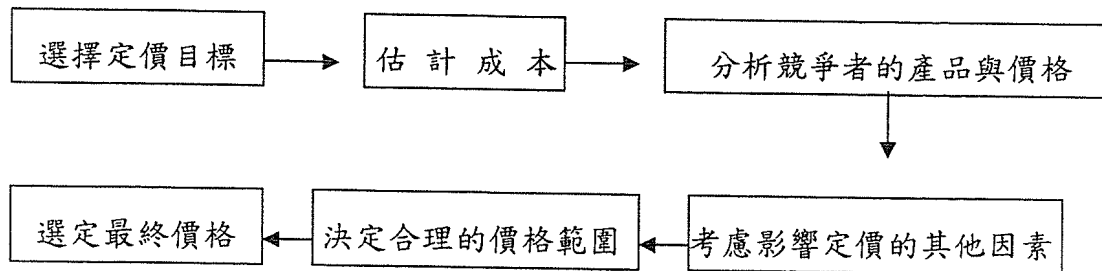 選擇定價目標
估計成本
分析競爭者的產品與價格
考慮影響定價的其他因素
決定合理的價格範圍
選定最終價格